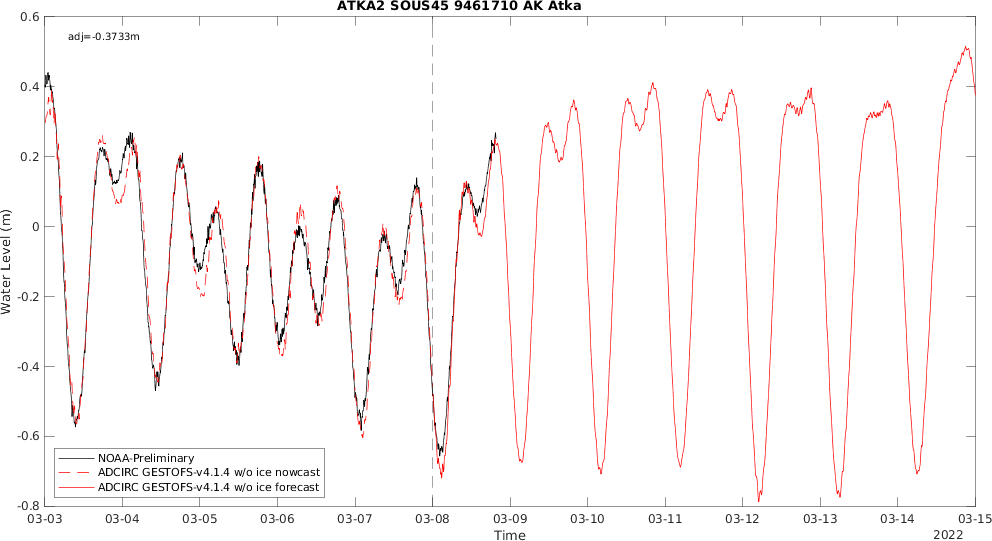 ATKA2 SOUS45 9461710 AK Atka
adj=-0.3733m
0.6
0.4
0.2
0
-0.2
-0.4
-0.6
-0.8
Water Level (m)
NOAA-Preliminary
ADCIRC GESTOFS-v4.1.4 w/o ice nowcast
ADCIRC GESTOFS-v4.1.4 w/o ice forecast
03-03 03-04 03-05 03-06 03-07 03-08 03-09 03-10 03-11 03-12 03-13 03-14 03-15
Time
2022